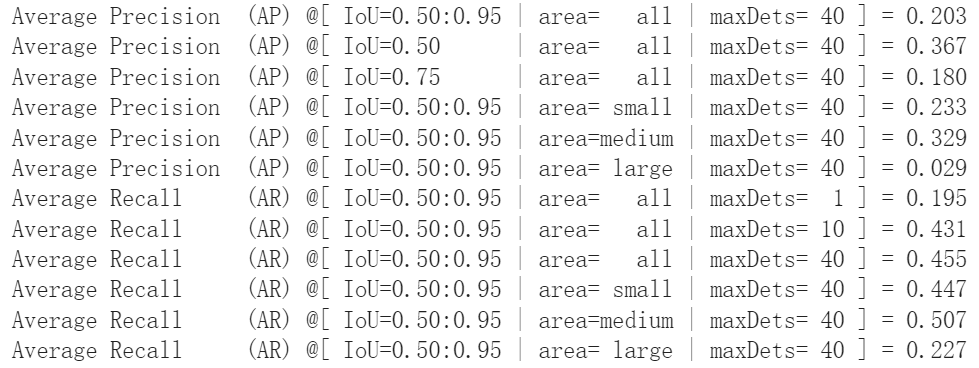 Average Precision  (AP) @[ IoU=0.50:0.95 | area=   all | maxDets= 40 ] = 0.203
Average Precision  (AP) @[ IoU=0.50      | area=   all | maxDets= 40 ] = 0.367
Average Precision  (AP) @[ IoU=0.75      | area=   all | maxDets= 40 ] = 0.180
Average Precision  (AP) @[ IoU=0.50:0.95 | area= small | maxDets= 40 ] = 0.233
Average Precision  (AP) @[ IoU=0.50:0.95 | area=medium | maxDets= 40 ] = 0.329
Average Precision  (AP) @[ IoU=0.50:0.95 | area= large | maxDets= 40 ] = 0.029
Average Recall     (AR) @[ IoU=0.50:0.95 | area=   all | maxDets=  1 ] = 0.195
Average Recall     (AR) @[ IoU=0.50:0.95 | area=   all | maxDets= 10 ] = 0.431
Average Recall     (AR) @[ IoU=0.50:0.95 | area=   all | maxDets= 40 ] = 0.455
Average Recall     (AR) @[ IoU=0.50:0.95 | area= small | maxDets= 40 ] = 0.447
Average Recall     (AR) @[ IoU=0.50:0.95 | area=medium | maxDets= 40 ] = 0.507
Average Recall     (AR) @[ IoU=0.50:0.95 | area= large | maxDets= 40 ] = 0.227